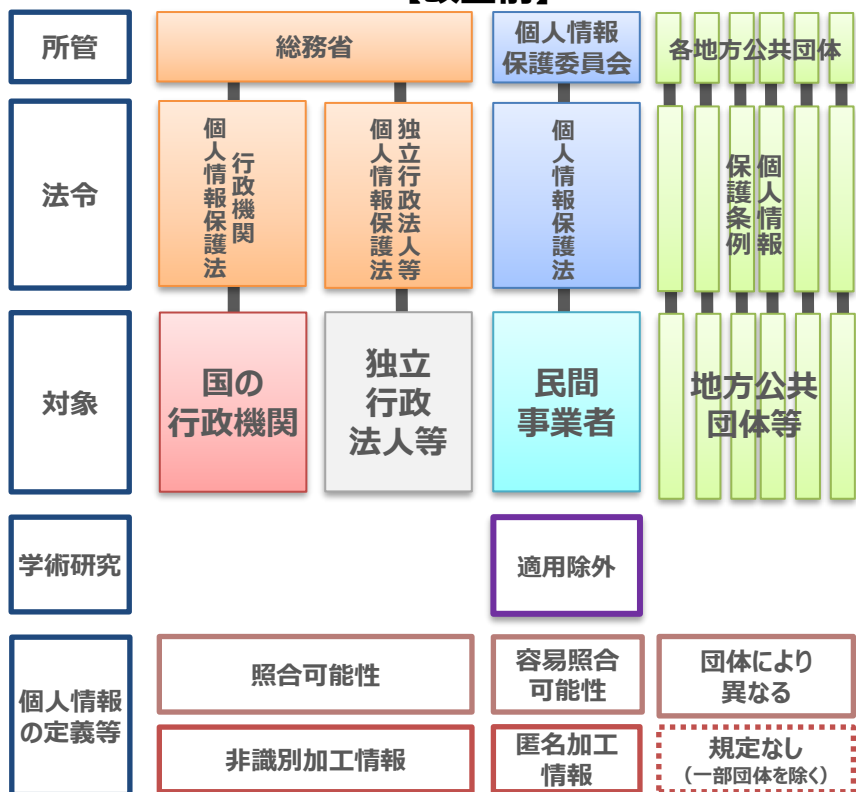 所管
総務省
個人情報
保護委員会
各地方公共団体
法令
行政機関
個人情報保護法
独立行政法人等
個人情報保護法
個人情報保護法
個人情報
保護条例
対象
国の
行政機関
独立
行政
法人等
民間
事業者
地方公共
団体等
学術研究
適用除外
個人情報
の定義等
照合可能性
容易照合
可能性
団体により
異なる
非識別加工情報
匿名加工
情報
規定なし
（一部団体を除く）